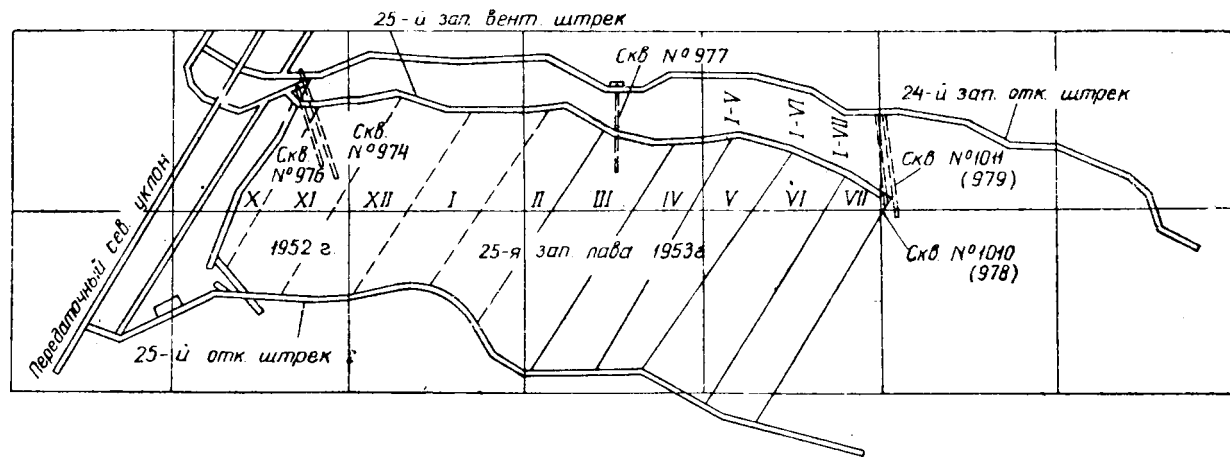 25-й зап. вент. штрек
Скв. № 977
24-й зап. отк. штрек
I-V
I-VI
I-VII
Скв.
№ 974
Скв.
№ 976
Скв. № 1011
(979)
X XI XII I II III IV V VI VII
1952 г.
25-я зап. лава 1953г.
Скв. № 1010
(978)
Передаточный сев. уклон
25-й отк. штрек